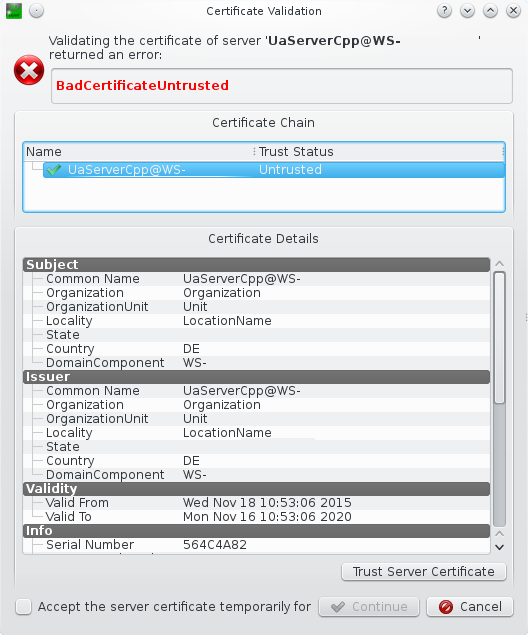 Certificate Validation
Validating the certificate of server 'UaServerCpp@WS- '
returned an error:
BadCertificateUntrusted
Certificate Chain
Name Trust Status
UaServerCpp@WS- Untrusted
Certificate Details
Subject
Common Name UaServerCpp@WS-
Organization Organization
OrganizationUnit Unit
Locality LocationName
State
Country DE
DomainComponent WS-
Issuer
Common Name UaServerCpp@WS-
Organization Organization
OrganizationUnit Unit
Locality LocationName
State
Country DE
DomainComponent WS-
Validity
Valid From Wed Nov 18 10:53:06 2015
Valid To Mon Nov 16 10:53:06 2020
Info
Serial Number 564C4A82
Trust Server Certificate
Accept the server certificate temporarily for Continue Cancel